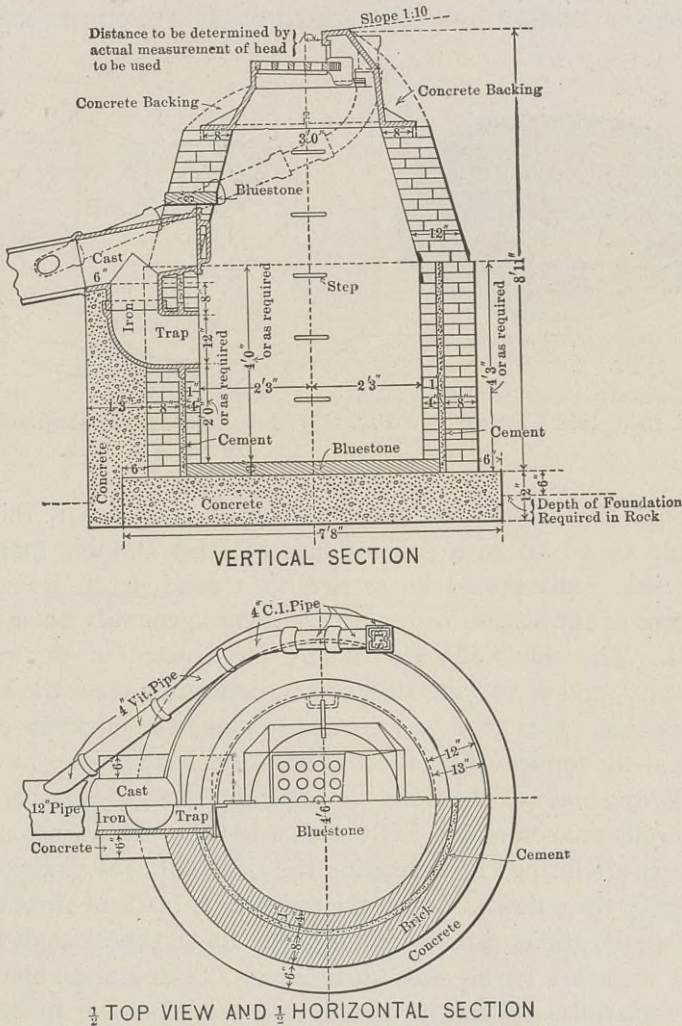 Slope 1:10
Distance to be determined by
actual measurement of head
to be used
Concrete Backing
Concrete Backing
8"
8"
3'0"
Bluestone
12"
8'11"
Cast
6"
Iron
Trap
8"
12"
Step
4'0"
or as required
4'3"
or as required
2'0"
or as required
1'3"
8"
1"
4"
2'3"
2'3"
1"
4"
8"
Cement
Cement
Bluestone
6"
6"
6"
Concrete
Concrete
Depth of Foundation
Required in Rock
7'8"
VERTICAL SECTION
4" C.I.Pipe
4" Vit. Pipe
12"
13"
6"
Cast
12" Pipe
Iron
Trap
4'6"
Bluestone
Concrete
6"
Cement
1"
4"
8"
6"
Brick
Concrete
½ TOP VIEW AND ½ HORIZONTAL SECTION